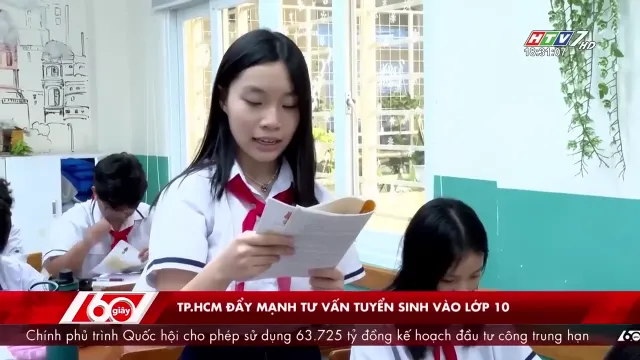 HTV7 HD
18:31:07
60 giây
TP.HCM ĐẨY MẠNH TƯ VẤN TUYỂN SINH VÀO LỚP 10
Chính phủ trình Quốc hội cho phép sử dụng 63.725 tỷ đồng kế hoạch đầu tư công trung hạn
60